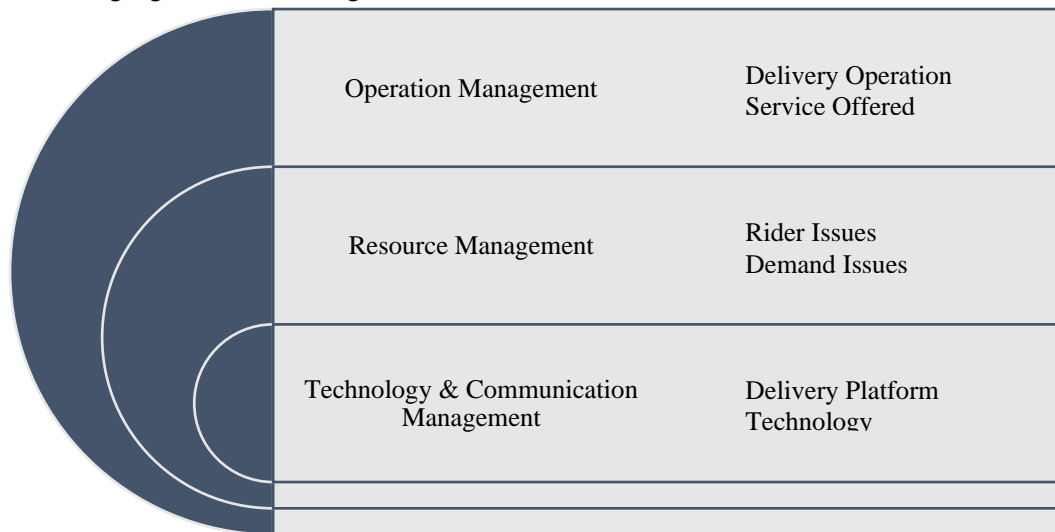 Operation Management
Delivery Operation
Service Offered
Resource Management
Rider Issues
Demand Issues
Technology & Communication
Management
Delivery Platform
Technology